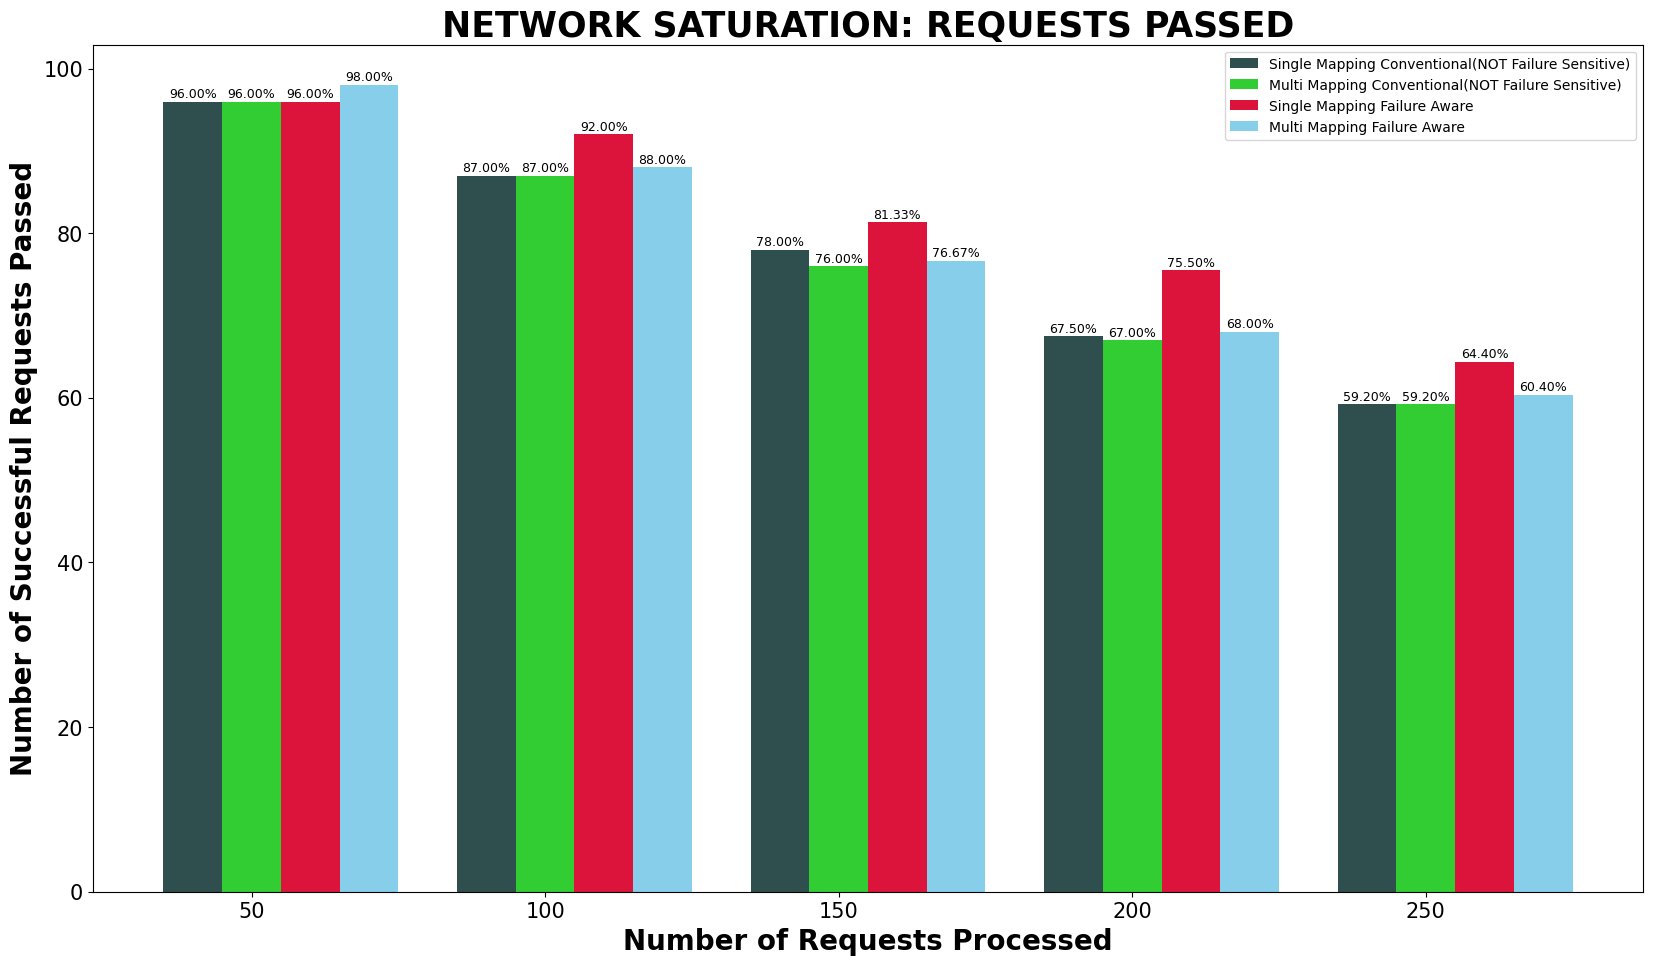 NETWORK SATURATION: REQUESTS PASSED
Single Mapping Conventional(NOT Failure Sensitive)
Multi Mapping Conventional(NOT Failure Sensitive)
Single Mapping Failure Aware
Multi Mapping Failure Aware
Number of Successful Requests Passed
100
80
60
40
20
0
96.00% 96.00% 96.00% 98.00%
87.00% 87.00% 92.00% 88.00%
78.00% 76.00% 81.33% 76.67%
67.50% 67.00% 75.50% 68.00%
59.20% 59.20% 64.40% 60.40%
50 100 150 200 250
Number of Requests Processed